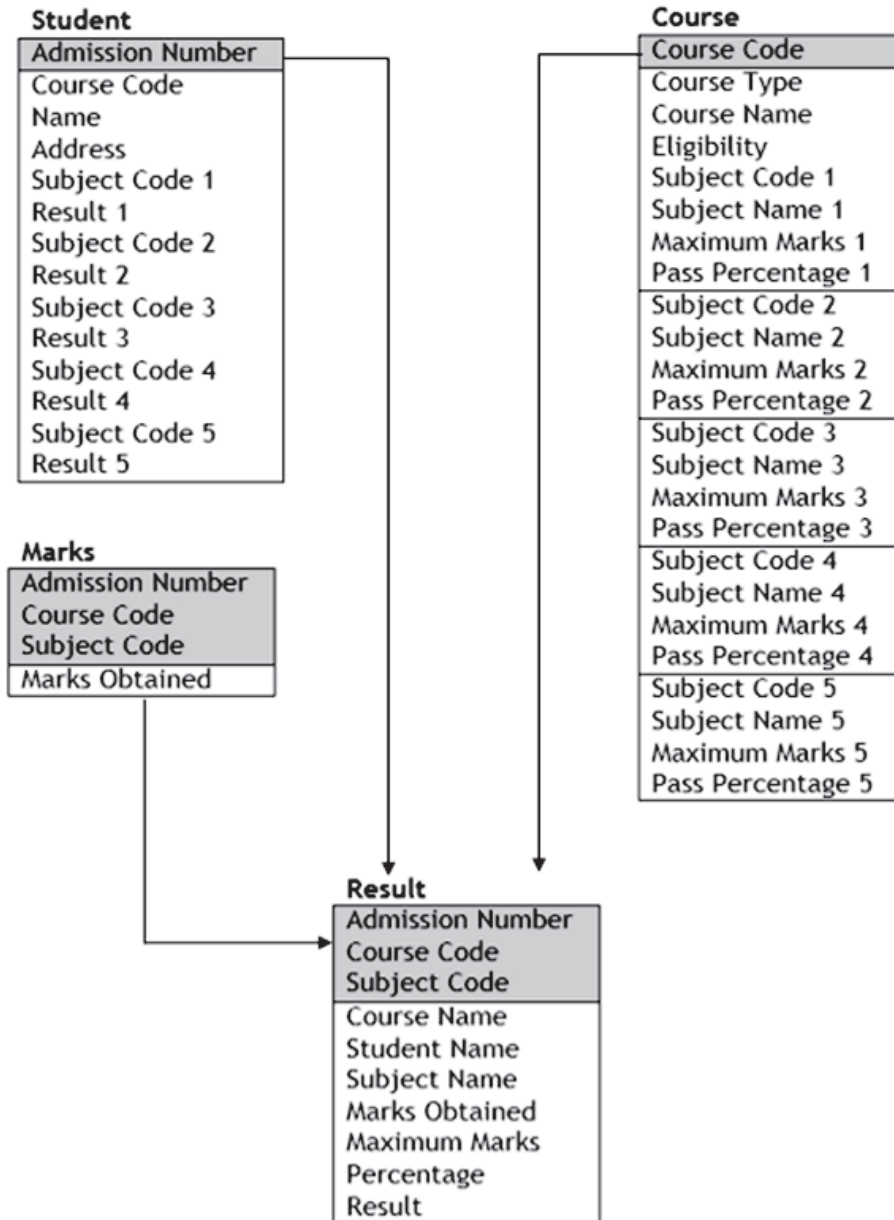 Student
Admission Number
Course Code
Name
Address
Subject Code 1
Result 1
Subject Code 2
Result 2
Subject Code 3
Result 3
Subject Code 4
Result 4
Subject Code 5
Result 5
Marks
Admission Number
Course Code
Subject Code
Marks Obtained
Course
Course Code
Course Type
Course Name
Eligibility
Subject Code 1
Subject Name 1
Maximum Marks 1
Pass Percentage 1
Subject Code 2
Subject Name 2
Maximum Marks 2
Pass Percentage 2
Subject Code 3
Subject Name 3
Maximum Marks 3
Pass Percentage 3
Subject Code 4
Subject Name 4
Maximum Marks 4
Pass Percentage 4
Subject Code 5
Subject Name 5
Maximum Marks 5
Pass Percentage 5
Result
Admission Number
Course Code
Subject Code
Course Name
Student Name
Subject Name
Marks Obtained
Maximum Marks
Percentage
Result